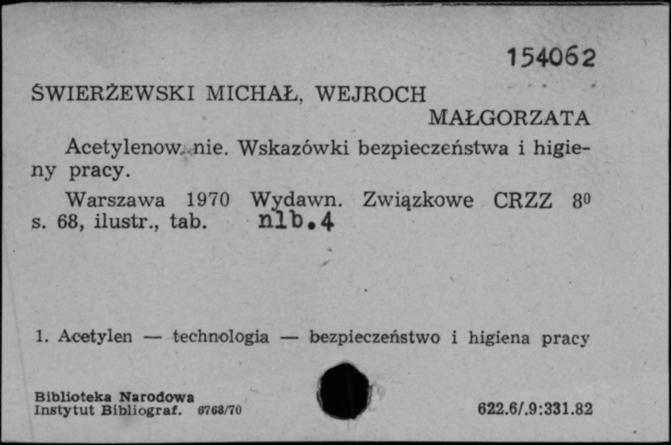 154062
ŚWIERŻEWSKI MICHAŁ, WEJROCH
MAŁGORZATA
nie. Wskazówki bezpieczeństwa i higie-
ny pracy.
Warszawa 1970 Wydawn. Związkowe CRZZ 8⁰
s. 68, ilustr., tab. nlb.4
1. Acetylen — technologia — bezpieczeństwo i higiena pracy
Biblioteka Narodowa
Instytut Bibliograf. 6768/70
622.6/.9:331.82